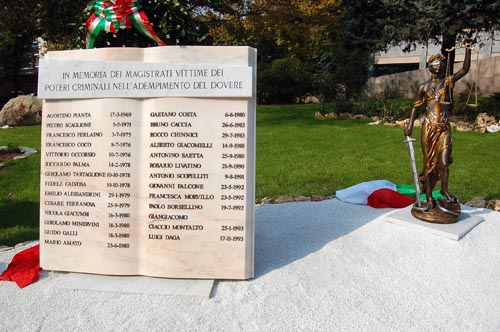 IN MEMORIA DEI MAGISTRATI VITTIME DEI
POTERI CRIMINALI NELL'ADEMPIMENTO DEL DOVERE
AGOSTINO PIANTA 17-3-1969
PIETRO SCAGLIONE 5-5-1971
FRANCESCO FERLAINO 3-7-1975
FRANCESCO COCO 8-7-1976
VITTORIO OCCORSIO 10-7-1976
RICCARDO PALMA 14-2-1978
GIROLAMO TARTAGLIONE 10-10-1978
FEDELE CALVOSA
EMILIO ALESSANDRINI 29-1-1979
CESARE TERRANOVA 25-9-1979
NICOLA GIACUMBI 16-3-1980
GIROLAMO MINERVINI 18-3-1980
GUIDO GALLI 19-3-1980
MARIO AMATO 23-6-1980
GAETANO COSTA 6-8-1980
BRUNO CACCIA 26-6-1983
ROCCO CHINNICI 29-7-1983
ALBERTO GIACOMELLI 14-9-1988
ANTONINO SAETTA 25-9-1988
ROSARIO LIVATINO 21-9-1990
ANTONIO SCOPELLITI 9-8-1991
GIOVANNI FALCONE 23-5-1992
FRANCESCA MORVILLO 23-5-1992
PAOLO BORSELLINO 19-7-1992
GIANGIACOMO
CIACCIO MONTALTO 25-1-1993
LUIGI DAGA 17-11-1993